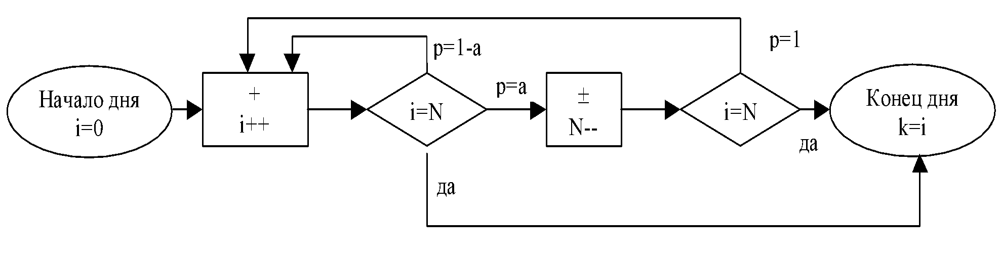 Начало дня
i=0
+
i++
p=1-a
i=N
да
p=a
±
N--
p=1
i=N
да
Конец дня
k=i